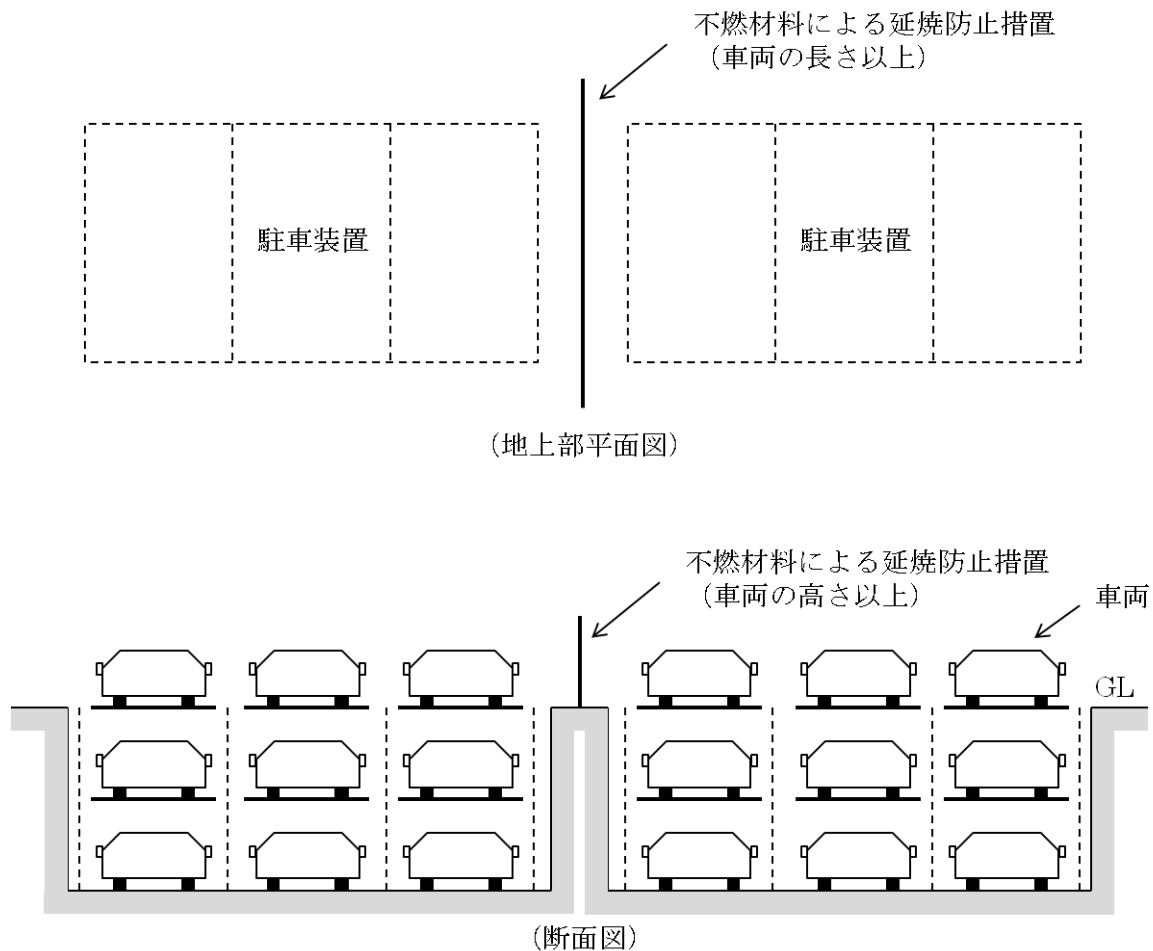 不燃材料による延焼防止措置
（車両の長さ以上）
駐車装置
駐車装置
（地上部平面図）
不燃材料による延焼防止措置
（車両の高さ以上）
車両
GL
（断面図）